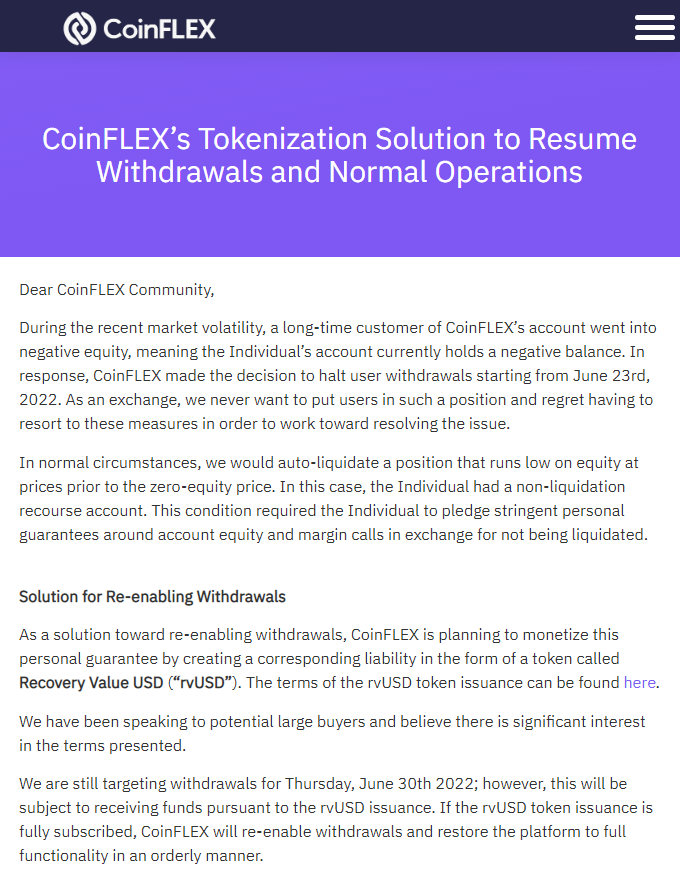 CoinFLEX
CoinFLEX’s Tokenization Solution to Resume
Withdrawals and Normal Operations
Dear CoinFLEX Community,
During the recent market volatility, a long-time customer of CoinFLEX’s account went into
negative equity, meaning the Individual’s account currently holds a negative balance. In
response, CoinFLEX made the decision to halt user withdrawals starting from June 23rd,
2022. As an exchange, we never want to put users in such a position and regret having to
resort to these measures in order to work toward resolving the issue.
In normal circumstances, we would auto-liquidate a position that runs low on equity at
prices prior to the zero-equity price. In this case, the Individual had a non-liquidation
recourse account. This condition required the Individual to pledge stringent personal
guarantees around account equity and margin calls in exchange for not being liquidated.
Solution for Re-enabling Withdrawals
As a solution toward re-enabling withdrawals, CoinFLEX is planning to monetize this
personal guarantee by creating a corresponding liability in the form of a token called
Recovery Value USD (“rvUSD”). The terms of the rvUSD token issuance can be found here.
We have been speaking to potential large buyers and believe there is significant interest
in the terms presented.
We are still targeting withdrawals for Thursday, June 30th 2022; however, this will be
subject to receiving funds pursuant to the rvUSD issuance. If the rvUSD token issuance is
fully subscribed, CoinFLEX will re-enable withdrawals and restore the platform to full
functionality in an orderly manner.